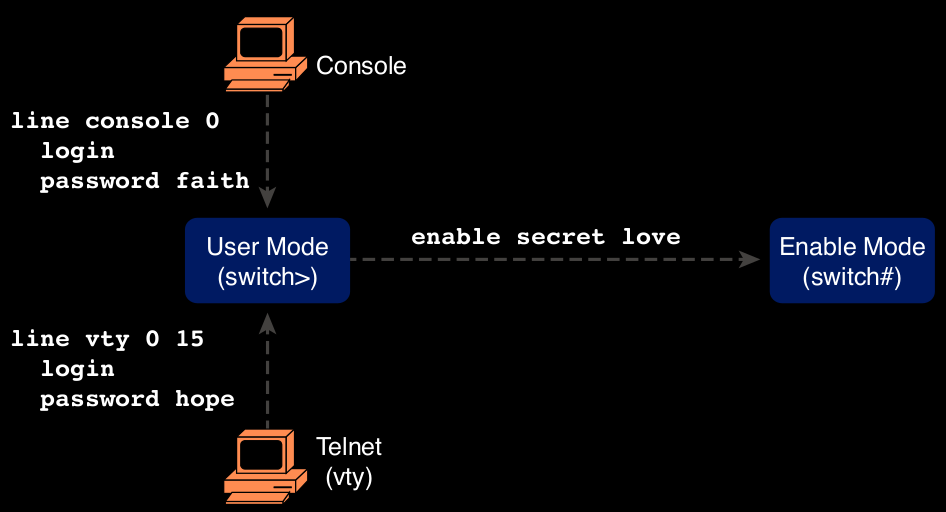 Console
line console 0
login
password faith
User Mode
(switch>)
enable secret love
Enable Mode
(switch#)
line vty 0 15
login
password hope
Telnet
(vty)